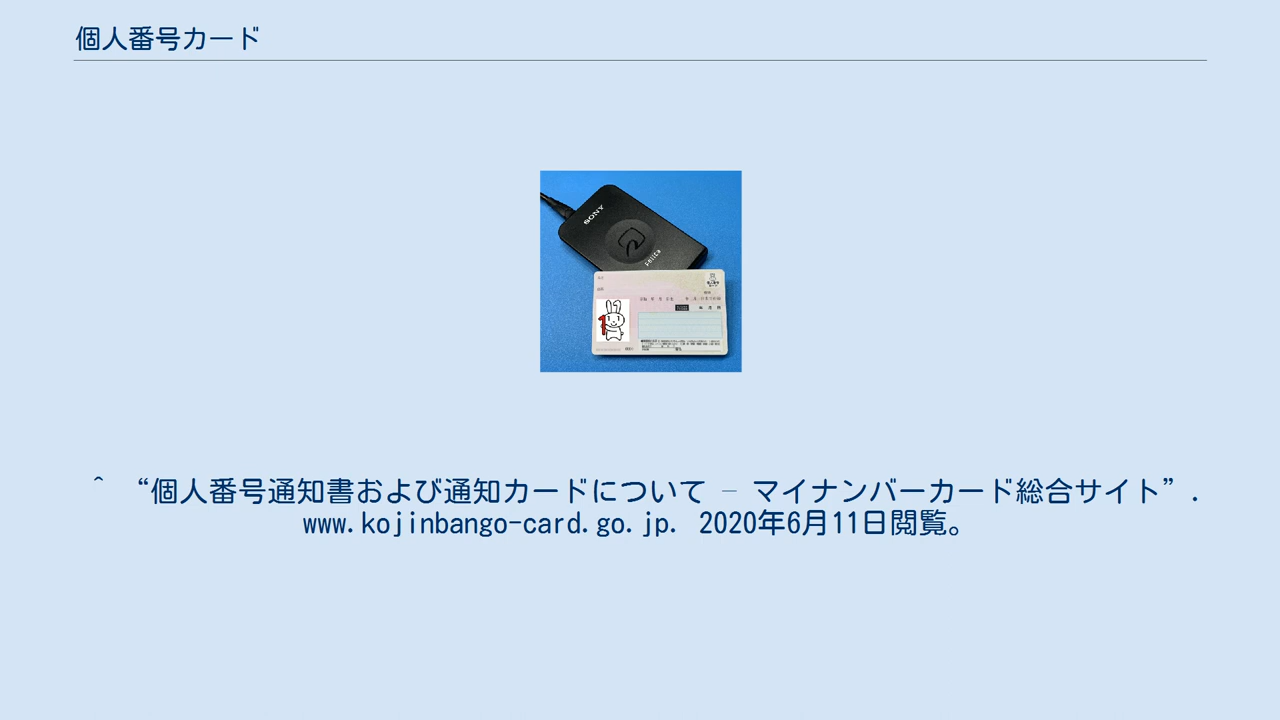 個人番号カード
SONY
FeliCa
^ “個人番号通知書および通知カードについて – マイナンバーカード総合サイト”.
www.kojinbango-card.go.jp. 2020年6月11日閲覧。